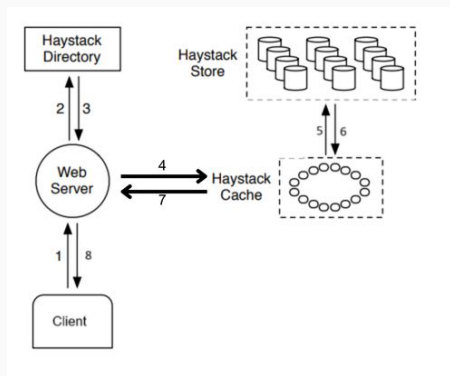 Haystack
Directory
Haystack
Store
2
3
5
6
Web
Server
4
7
Haystack
Cache
1
8
Client